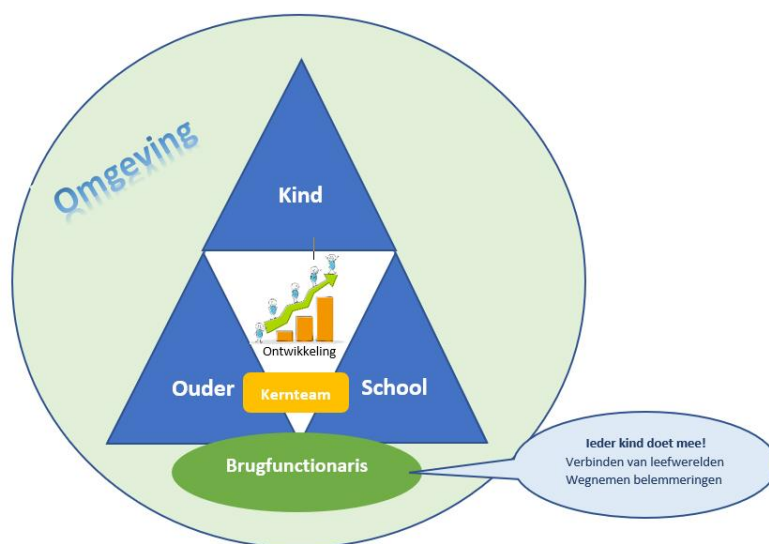 Omgeving
Kind
Ontwikkeling
Ouder
Kernteam
School
Brugfunctionaris
Ieder kind doet mee!
Verbinden van leefwerelden
Wegnemen belemmeringen